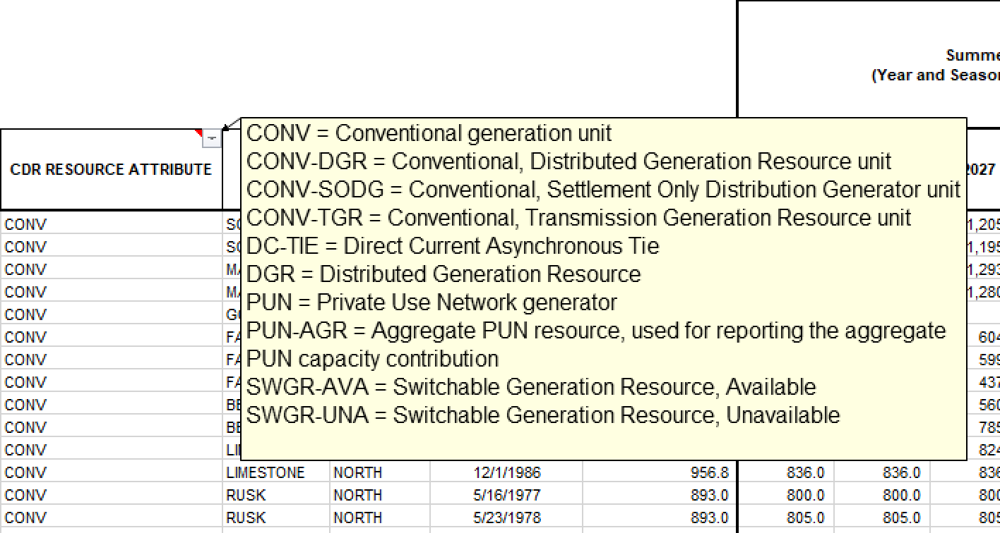 Summe
(Year and Season
CDR RESOURCE ATTRIBUTE
2027
CONV = Conventional generation unit
CONV-DGR = Conventional, Distributed Generation Resource unit
CONV-SODG = Conventional, Settlement Only Distribution Generator unit
CONV-TGR = Conventional, Transmission Generation Resource unit
DC-TIE = Direct Current Asynchronous Tie
DGR = Distributed Generation Resource
PUN = Private Use Network generator
PUN-AGR = Aggregate PUN resource, used for reporting the aggregate
PUN capacity contribution
SWGR-AVA = Switchable Generation Resource, Available
SWGR-UNA = Switchable Generation Resource, Unavailable
CONV SO 1,205
CONV SO 1,195
CONV MA 1,293
CONV MA 1,280
CONV GO
CONV FA 604
CONV FA 599
CONV FA 437
CONV BE 560
CONV BE 785
CONV LI 824
CONV LIMESTONE NORTH 12/1/1986 956.8 836.0 836.0 836
CONV RUSK NORTH 5/16/1977 893.0 800.0 800.0 800
CONV RUSK NORTH 5/23/1978 893.0 805.0 805.0 805